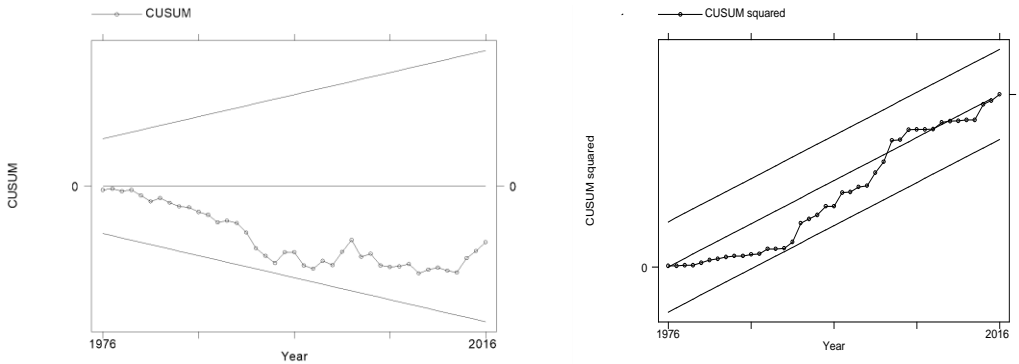 CUSUM
CUSUM
0
0
1976
2016
Year
CUSUM squared
CUSUM squared
0
1976
2016
Year